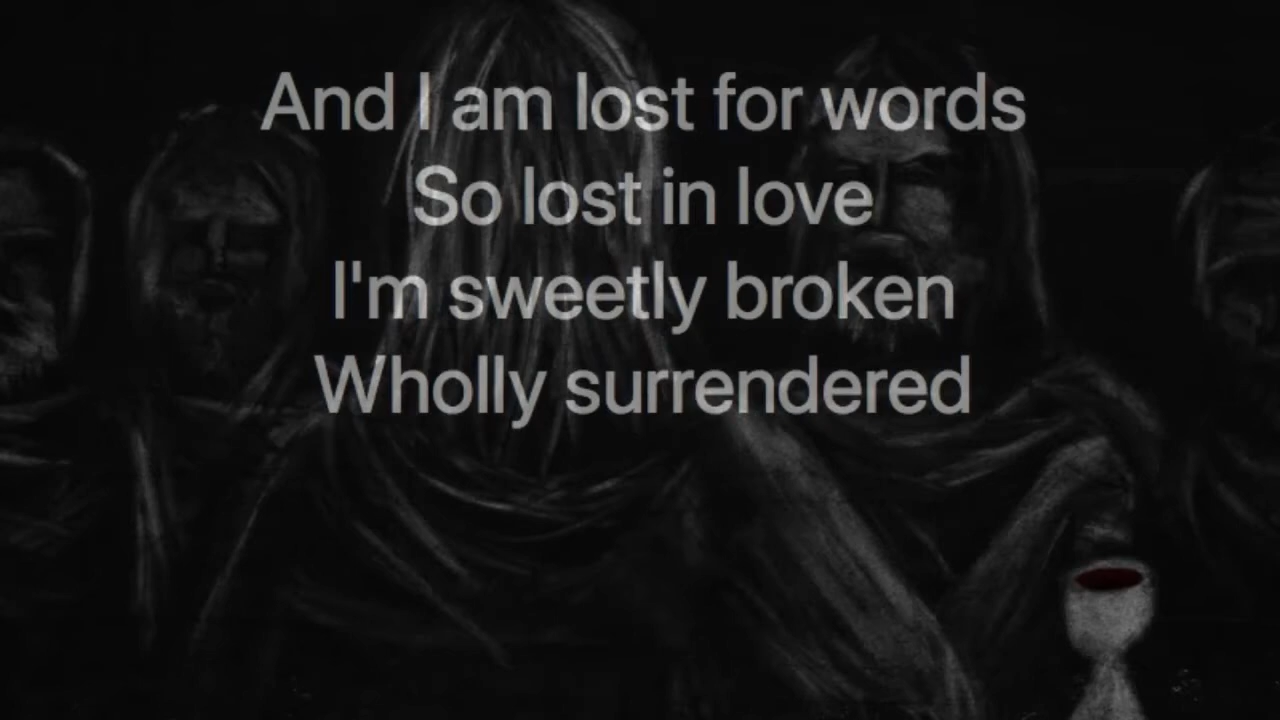 And I am lost for words
So lost in love
I'm sweetly broken
Wholly surrendered